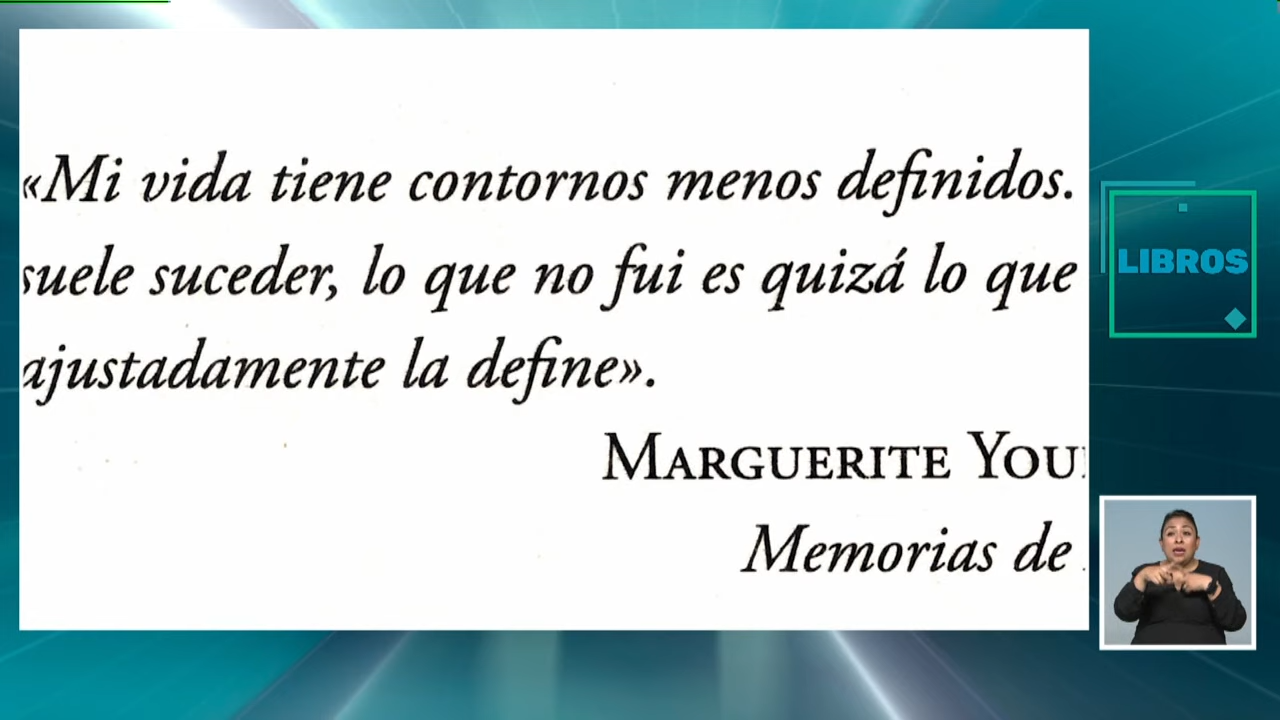 «Mi vida tiene contornos menos definidos.
suele suceder, lo que no fui es quizá lo que
ajustadamente la define».
MARGUERITE YOU
Memorias de
LIBROS